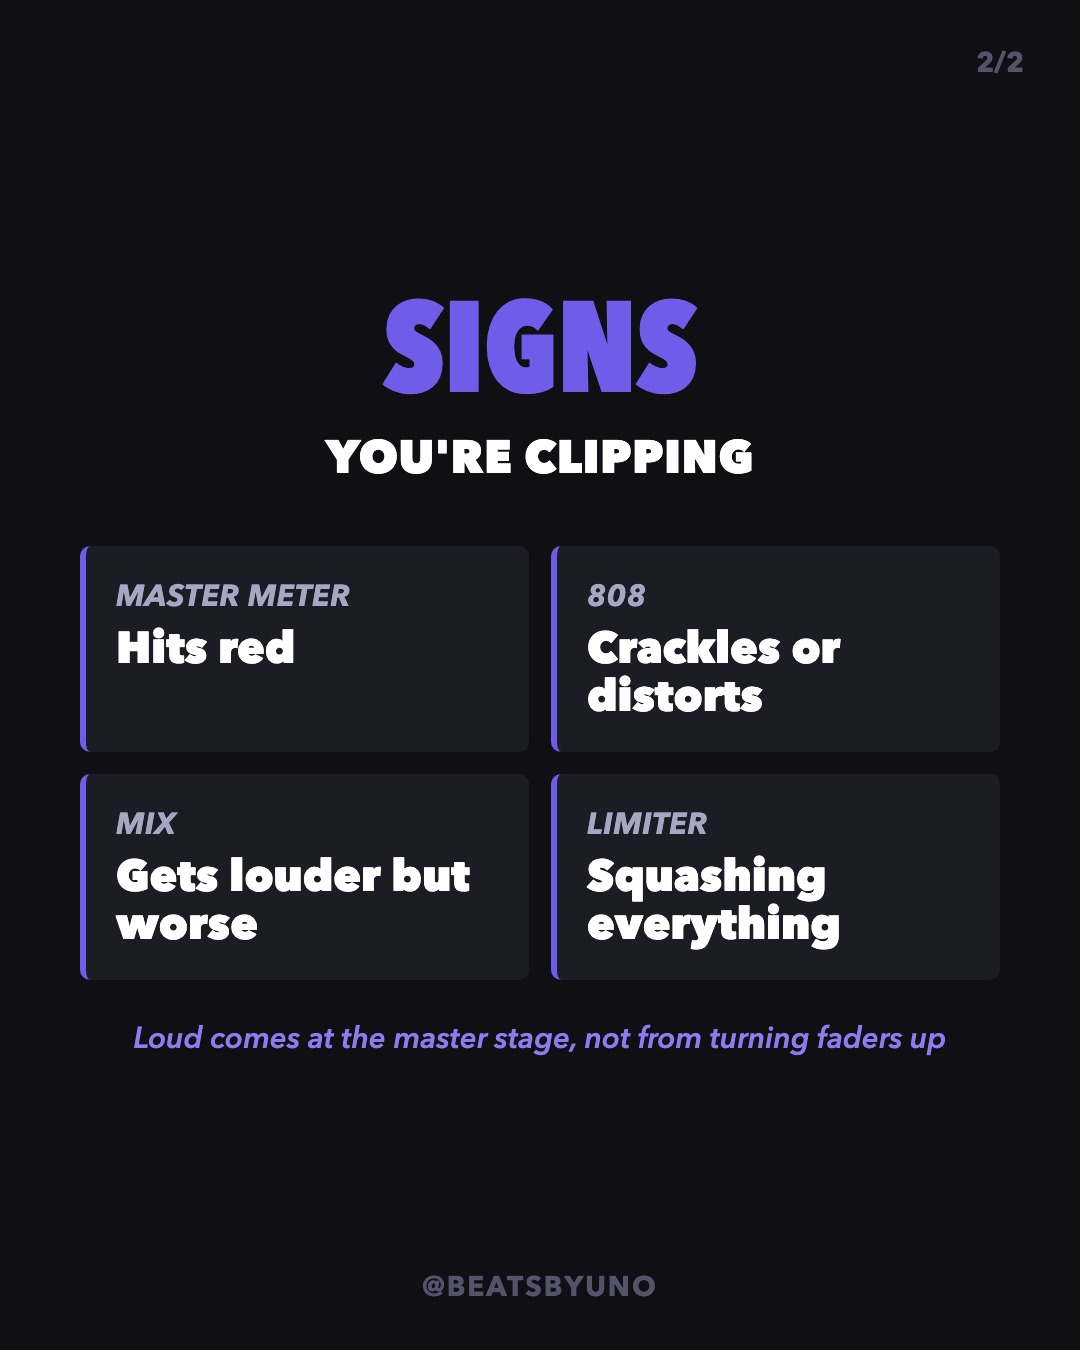 2/2
SIGNS
YOU'RE CLIPPING
MASTER METER
Hits red
808
Crackles or
distorts
MIX
Gets louder but
worse
LIMITER
Squashing
everything
Loud comes at the master stage, not from turning faders up
@BEATSBYUNO